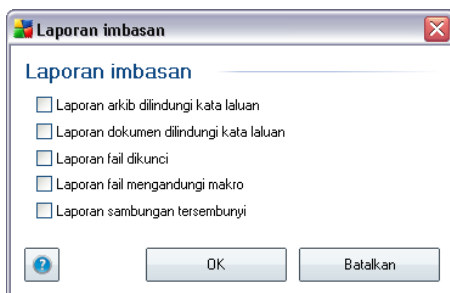 Laporan imbasan
Laporan imbasan
Laporan arkib dilindungi kata laluan
Laporan dokumen dilindungi kata laluan
Laporan fail dikunci
Laporan fail mengandungi makro
Laporan sambungan tersembunyi
?
OK
Batalkan